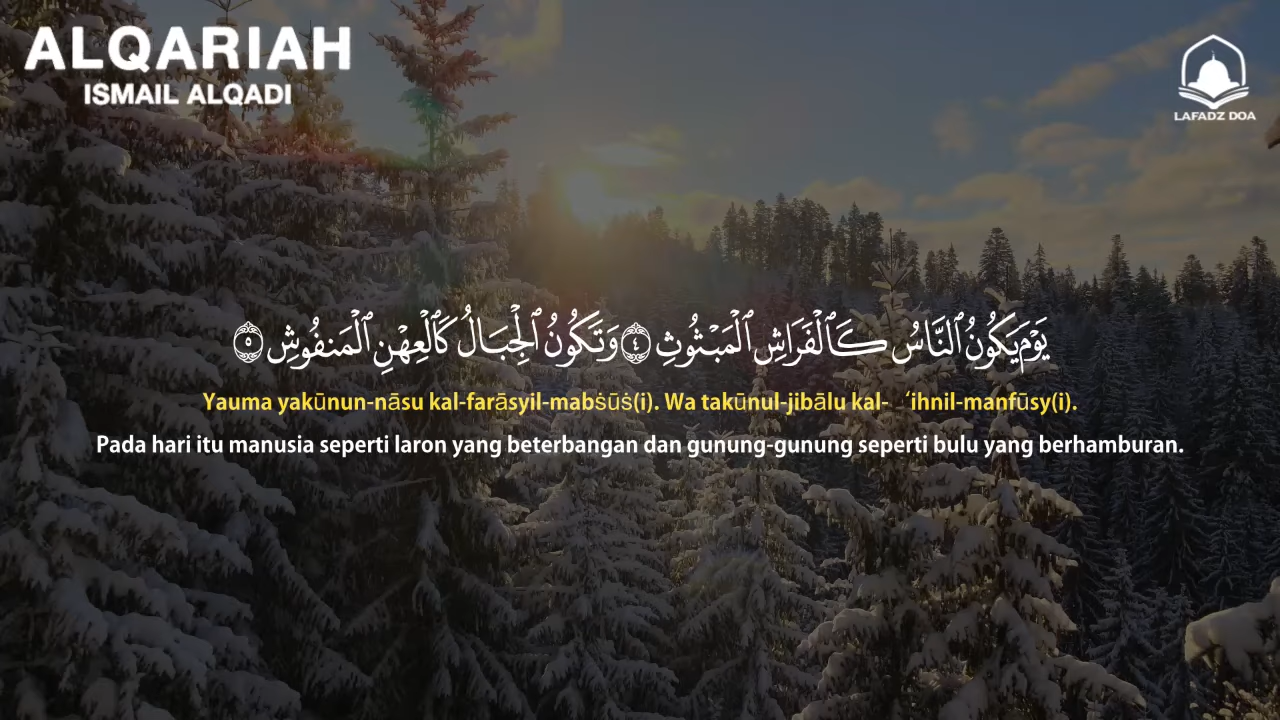 ALQARIAH
ISMAIL ALQADI
LAFADZ DOA
يَوْمَ يَكُونُ ٱلنَّاسُ كَٱلْفَرَاشِ ٱلْمَبْثُوثِ ٤ وَتَكُونُ ٱلْجِبَالُ كَٱلْعِهْنِ ٱلْمَنفُوشِ ٥
Yauma yakūnun-nāsu kal-farāsyil-mabṡūṡ(i). Wa takūnul-jibālu kal- ‘ihnil-manfūsy(i).
Pada hari itu manusia seperti laron yang beterbangan dan gunung-gunung seperti bulu yang berhamburan.